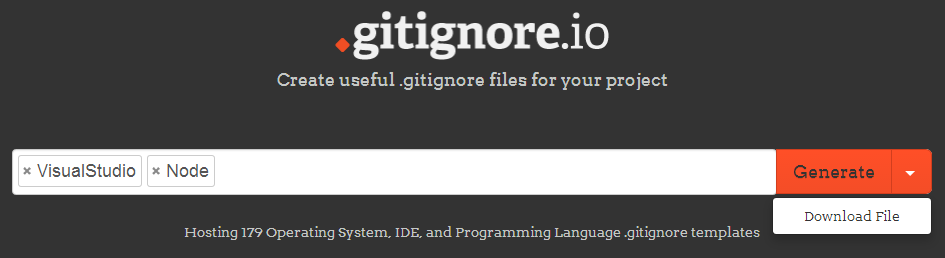 .gitignore.io
Create useful .gitignore files for your project
× VisualStudio × Node Generate
Download File
Hosting 179 Operating System, IDE, and Programming Language .gitignore templates